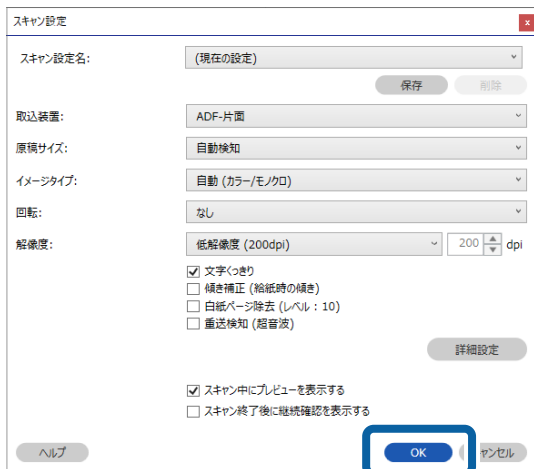 スキャン設定
x
スキャン設定名: (現在の設定)
保存 削除
取込装置: ADF-片面
原稿サイズ: 自動検知
イメージタイプ: 自動 (カラー/モノクロ)
回転: なし
解像度: 低解像度 (200dpi) 200 dpi
文字くっきり
傾き補正 (給紙時の傾き)
白紙ページ除去 (レベル : 10)
重送検知 (超音波)
詳細設定
スキャン中にプレビューを表示する
スキャン終了後に継続確認を表示する
ヘルプ OK ャンセル